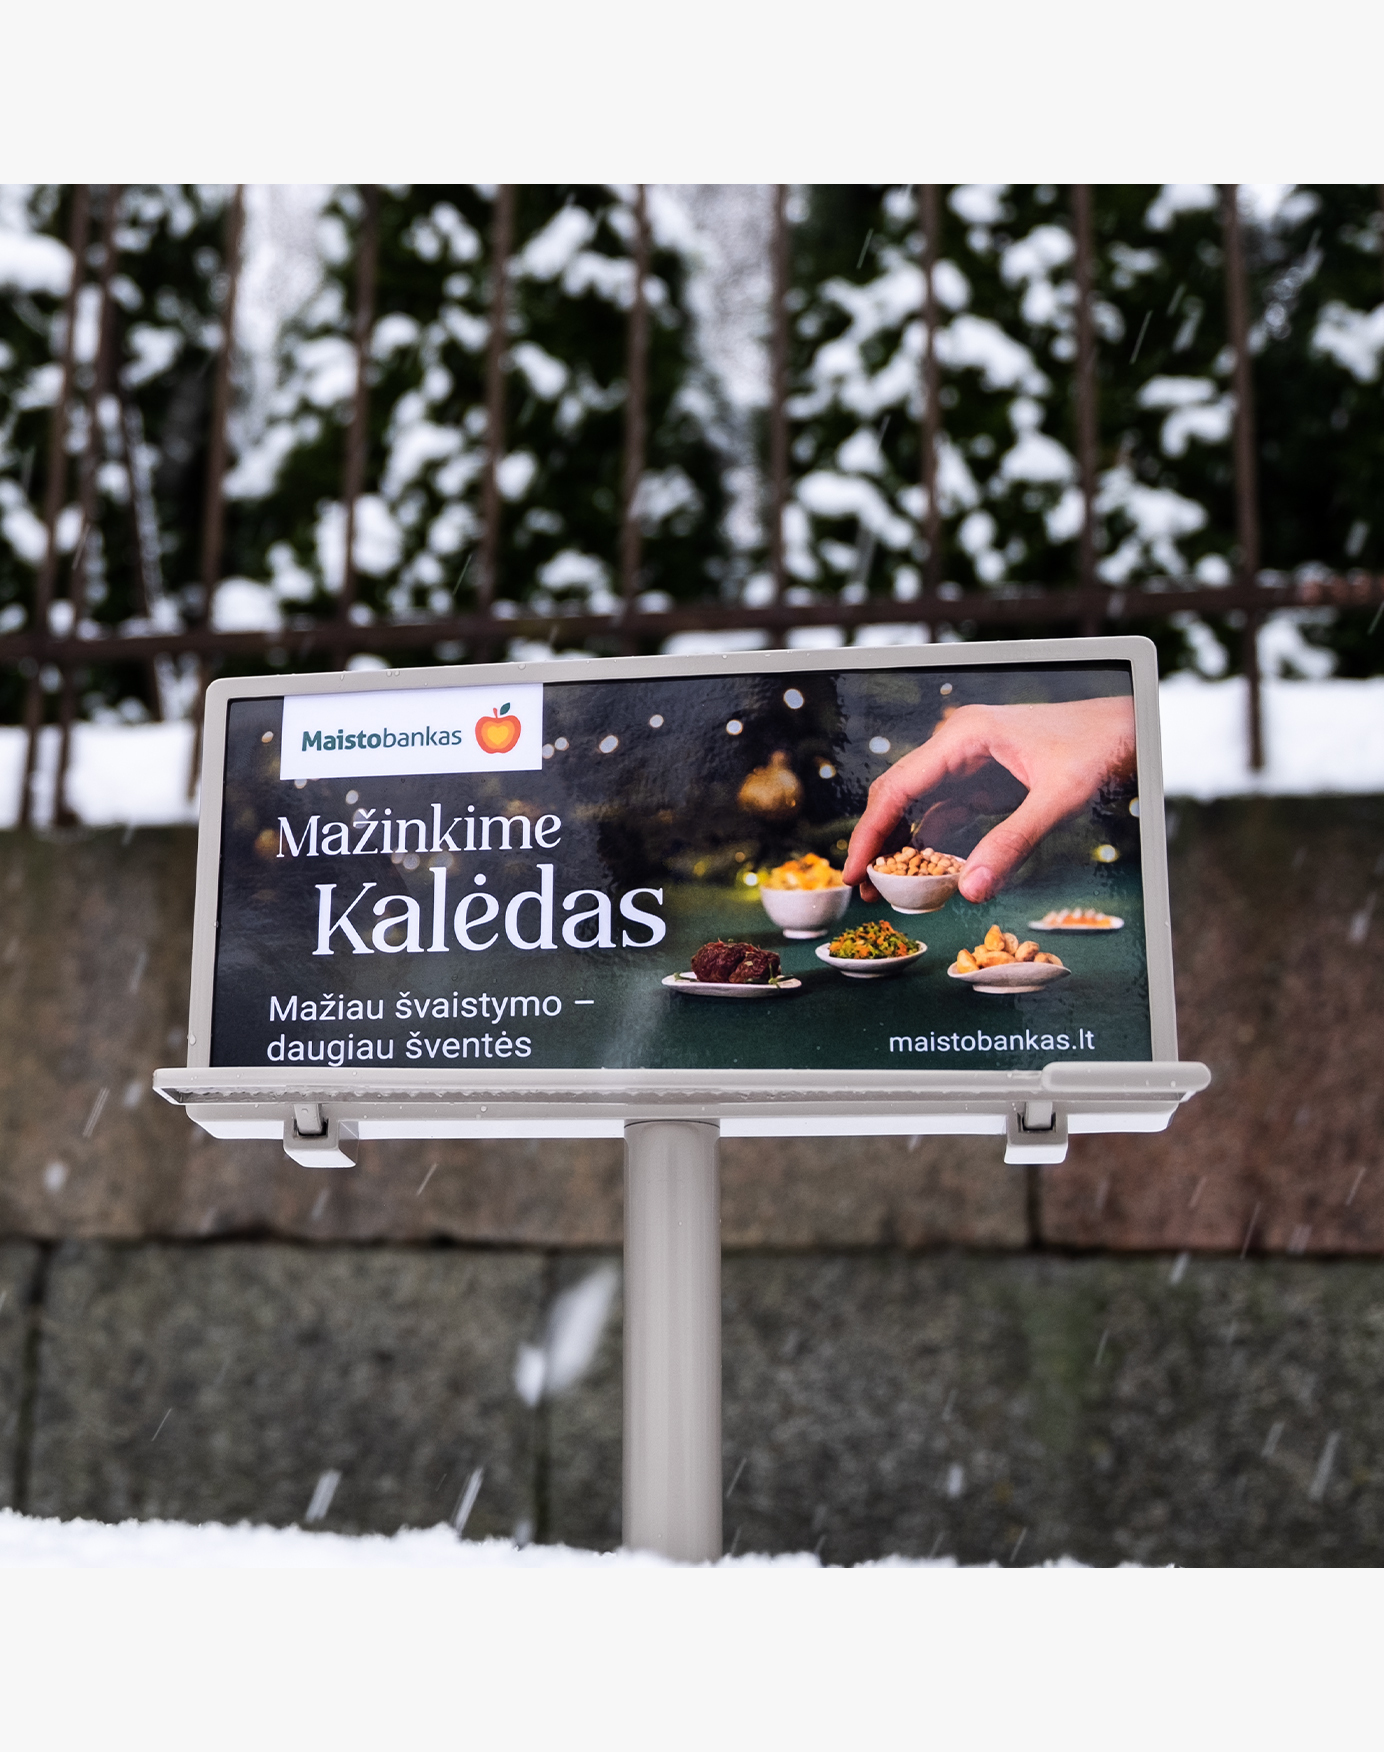 Maistobankas
Mažinkime
Kalėdas
Mažiau švaistymo –
daugiau šventės
maistobankas.lt